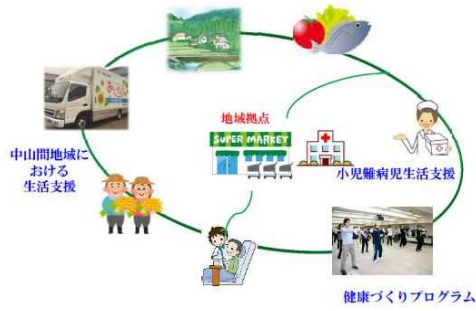 地域拠点
SUPER MARKET
中山間地域に
おける
生活支援
小児難病児生活支援
健康づくりプログラム